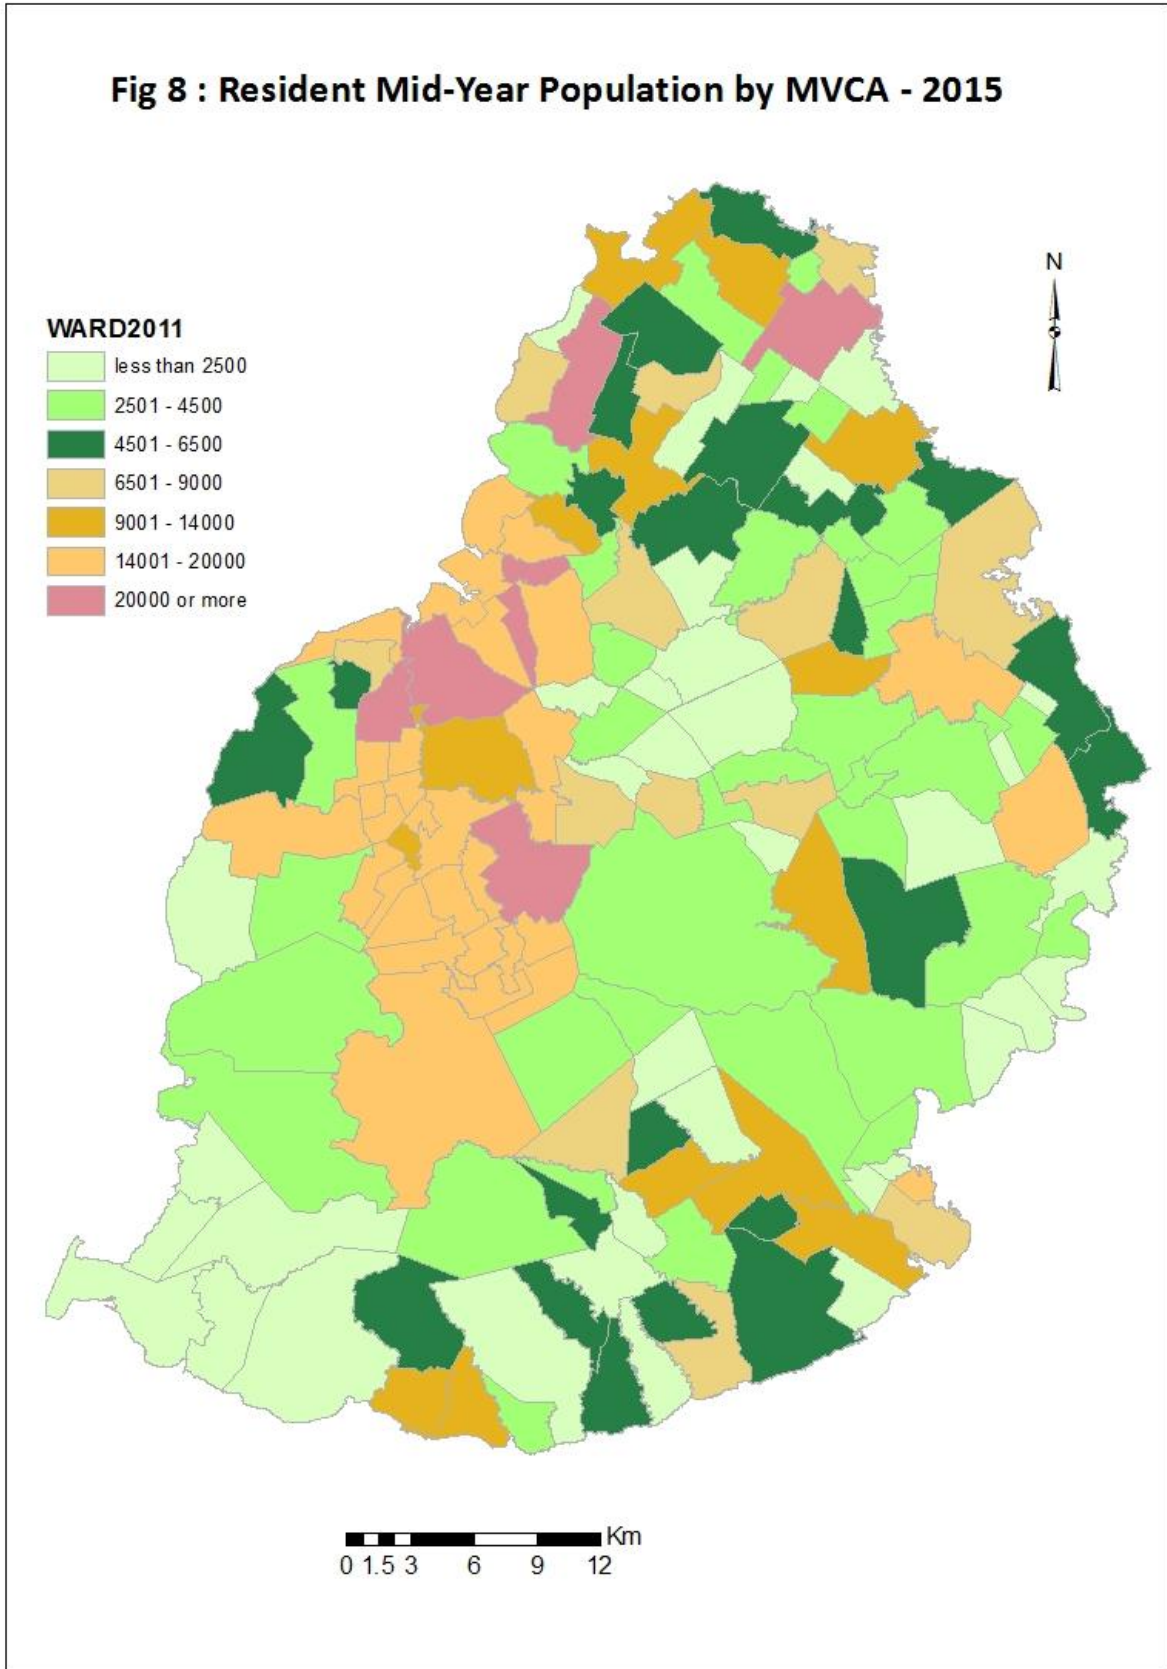 Fig 8 : Resident Mid-Year Population by MVCA - 2015
N
WARD2011
less than 2500
2501 - 4500
4501 - 6500
6501 - 9000
9001 - 14000
14001 - 20000
20000 or more
Km
0 1.5 3 6 9 12